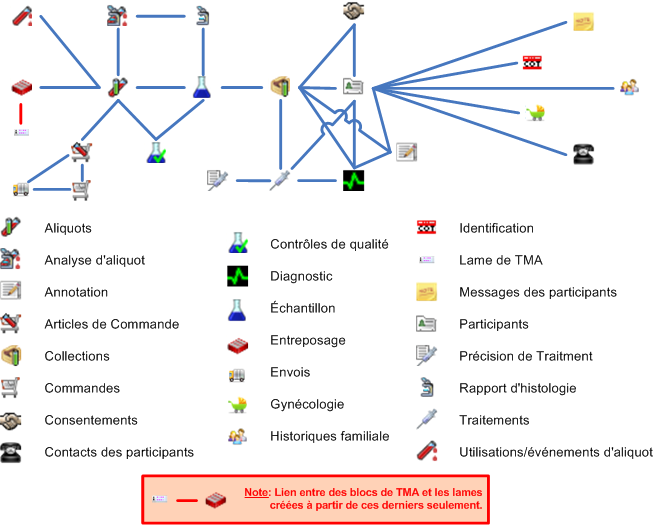 Aliquots
Analyse d'aliquot
Annotation
Articles de Commande
Collections
Commandes
Consentements
Contacts des participants
Contrôles de qualité
Diagnostic
Échantillon
Entreposage
Envois
Gynécologie
Historiques familiale
Identification
Lame de TMA
Messages des participants
Participants
Précision de Traitment
Rapport d'histologie
Traitements
Utilisations/événements d'aliquot
Note: Lien entre des blocs de TMA et les lames
créées à partir de ces derniers seulement.